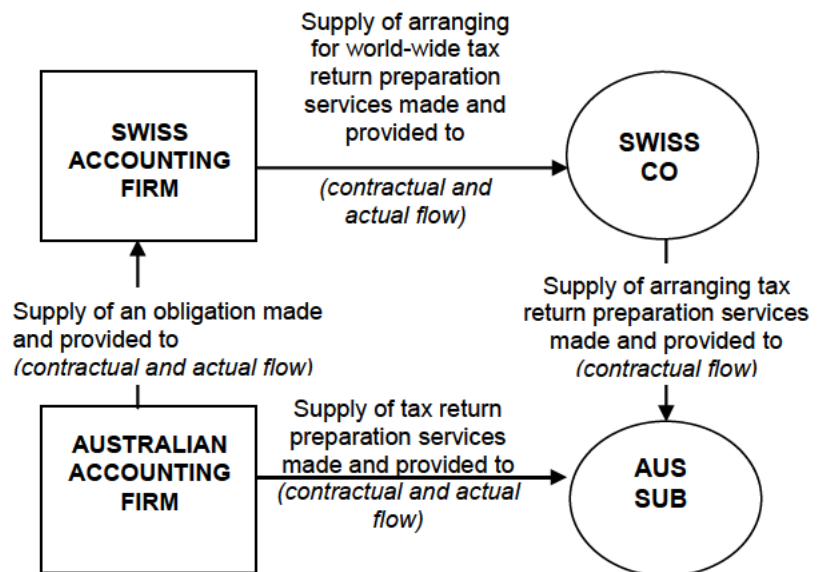 Supply of arranging
for world-wide tax
return preparation
services made and
provided to
(contractual and
actual flow)
SWISS
ACCOUNTING
FIRM
SWISS
CO
Supply of an obligation made
and provided to
(contractual and actual flow)
Supply of arranging tax
return preparation services
made and provided to
(contractual flow)
AUSTRALIAN
ACCOUNTING
FIRM
Supply of tax return
preparation services
made and provided to
(contractual and actual
flow)
AUS
SUB